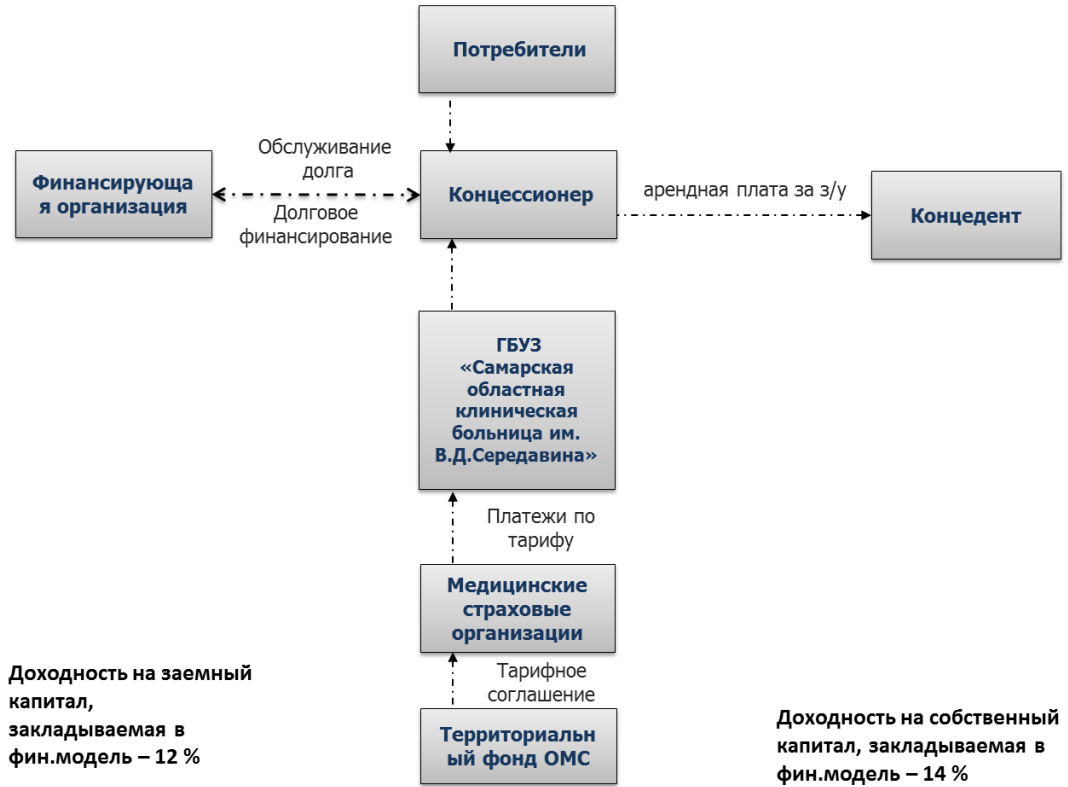 Потребители
Обслуживание
долга
Финансирующа
я организация
Долговое
финансирование
Концессионер
арендная плата за з/у
Концедент
ГБУЗ
«Самарская
областная
клиническая
больница им.
В.Д.Середавина»
Платежи по
тарифу
Медицинские
страховые
организации
Тарифное
соглашение
Территориальн
ый фонд ОМС
Доходность на заемный
капитал,
закладываемая в
фин.модель – 12 %
Доходность на собственный
капитал, закладываемая в
фин.модель – 14 %